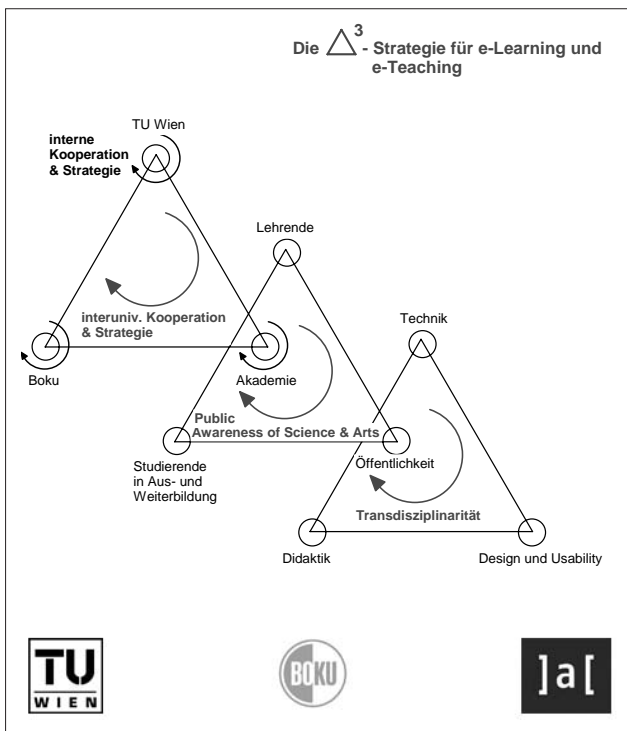 Die △³ - Strategie für e-Learning und
e-Teaching
TU Wien
interne
Kooperation
& Strategie
Lehrende
interuniv. Kooperation
& Strategie
Technik
Boku
Akademie
Public
Awareness of Science & Arts
Studierende
in Aus- und
Weiterbildung
Öffentlichkeit
Transdisziplinarität
Didaktik
Design und Usability
TU
WIEN
BOKU
]a[